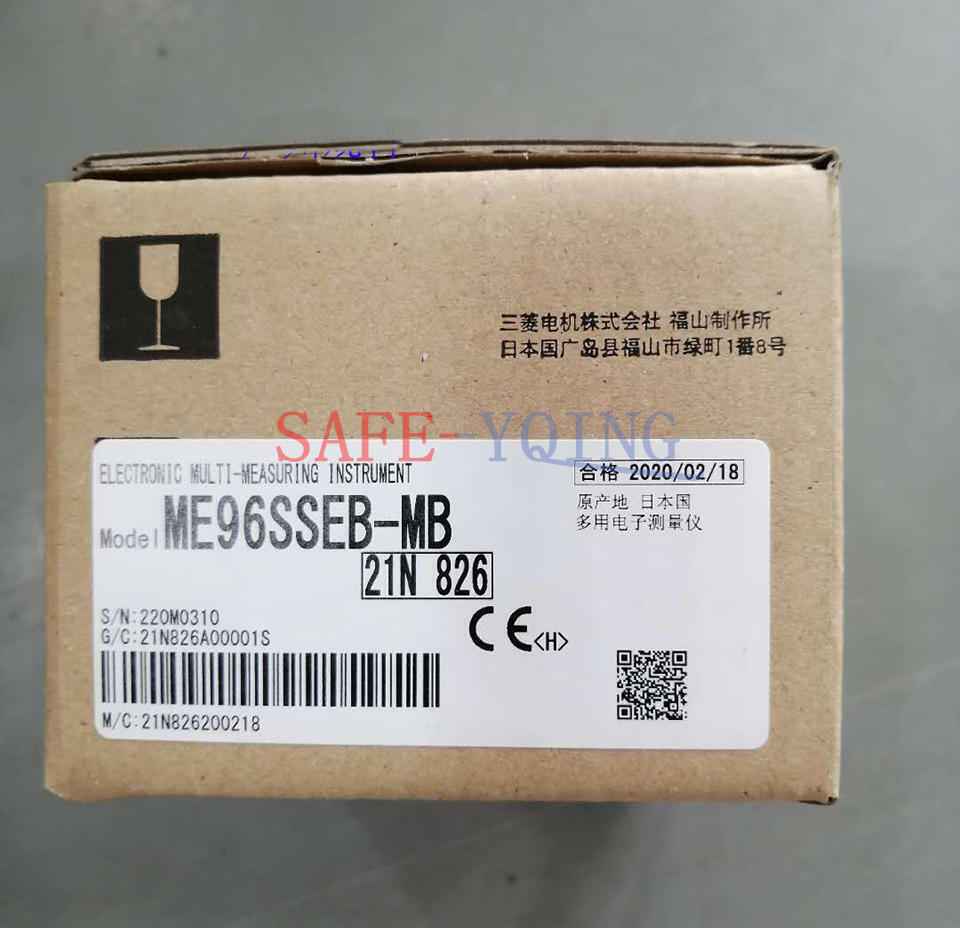 三菱电机株式会社 福山制作所
日本国广岛县福山市绿町1番8号
SAFE-YQING
ELECTRONIC MULTI-MEASURING INSTRUMENT
合格 2020/02/18
Model ME96SSEB-MB
原产地 日本国
多用电子测量仪
21N 826
S/N:220M0310
G/C:21N826A00001S
CE<H>
M/C:21N826200218